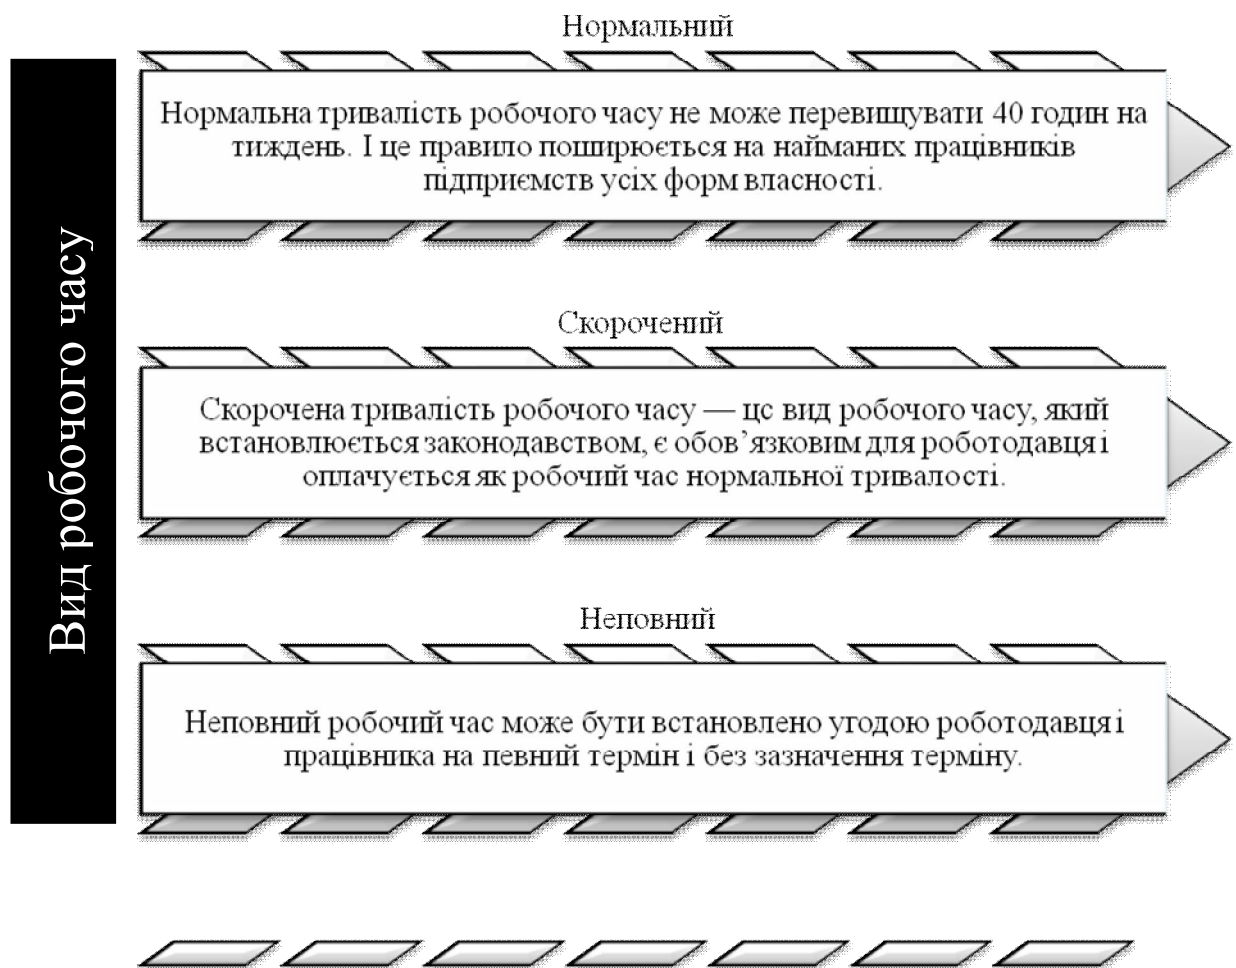 Вид робочого часу
Нормальний
Нормальна тривалість робочого часу не може перевищувати 40 годин на
тиждень. І це правило поширюється на найманих працівників
підприємств усіх форм власності.
Скорочений
Скорочена тривалість робочого часу — цс вид робочого часу, який
встановлюється законодавством, є обов’язковим для роботодавця і
оплачується як робочий час нормальної тривалості.
Неповний
Неповний робочий час може бути встановлено угодою роботодавця і
працівника на певний термін і без зазначення терміну.